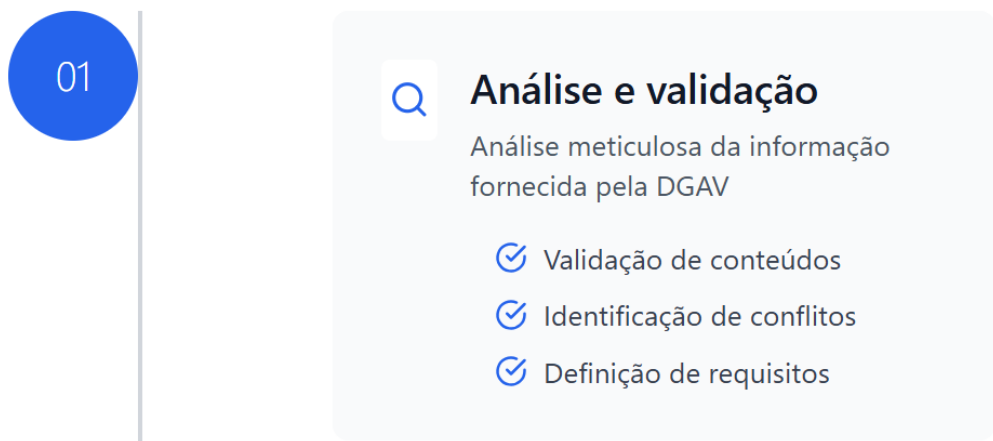 01
Análise e validação
Análise meticulosa da informação
fornecida pela DGAV
Validação de conteúdos
Identificação de conflitos
Definição de requisitos